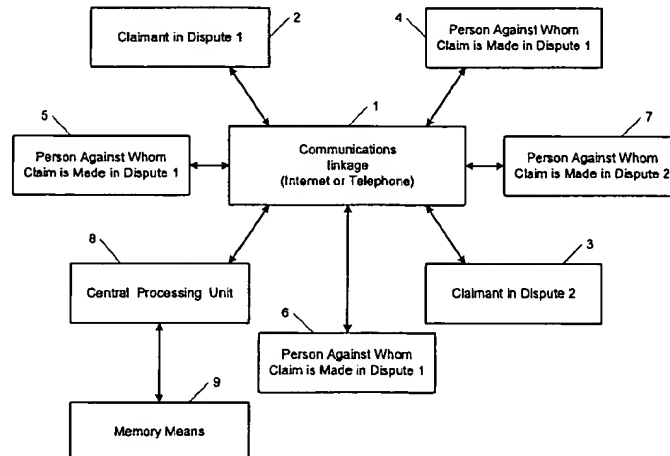 2
Claimant in Dispute 1
4
Person Against Whom
Claim is Made in Dispute 1
1
Communications
linkage
(Internet or Telephone)
5
Person Against Whom
Claim is Made in Dispute 1
7
Person Against Whom
Claim is Made in Dispute 2
8
Central Processing Unit
3
Claimant in Dispute 2
6
Person Against Whom
Claim is Made in Dispute 1
9
Memory Means